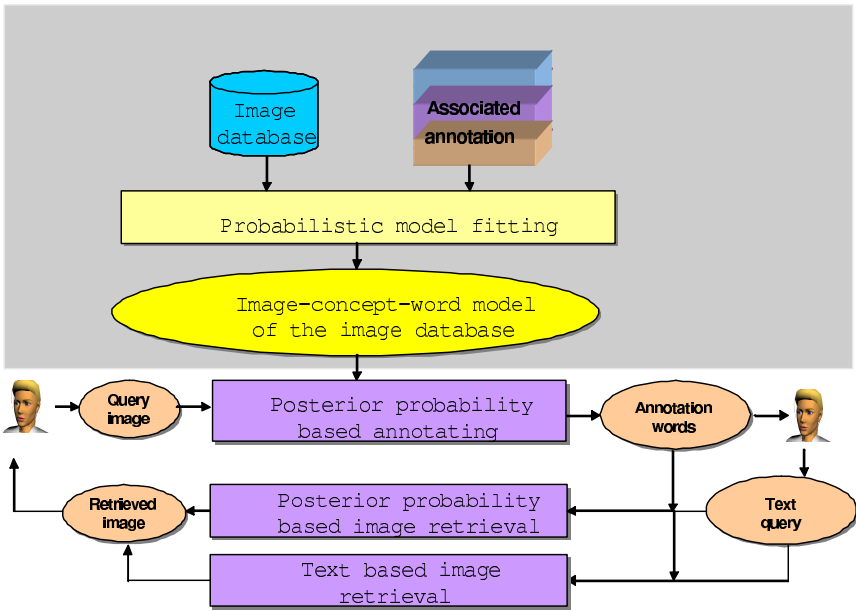 Image
database
Associated
annotation
Probabilistic model fitting
Image-concept-word model
of the image database
Query
image
Posterior probability
based annotating
Annotation
words
Retrieved
image
Posterior probability
based image retrieval
Text
query
Text based image
retrieval